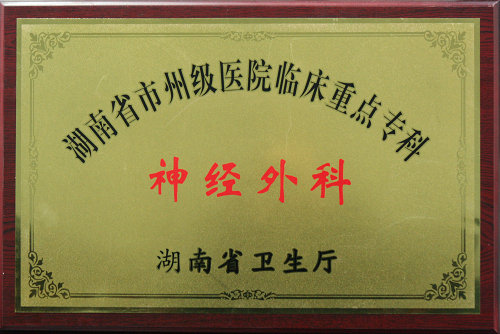 湖南省市州级医院临床重点专科
神经外科
湖南省卫生厅